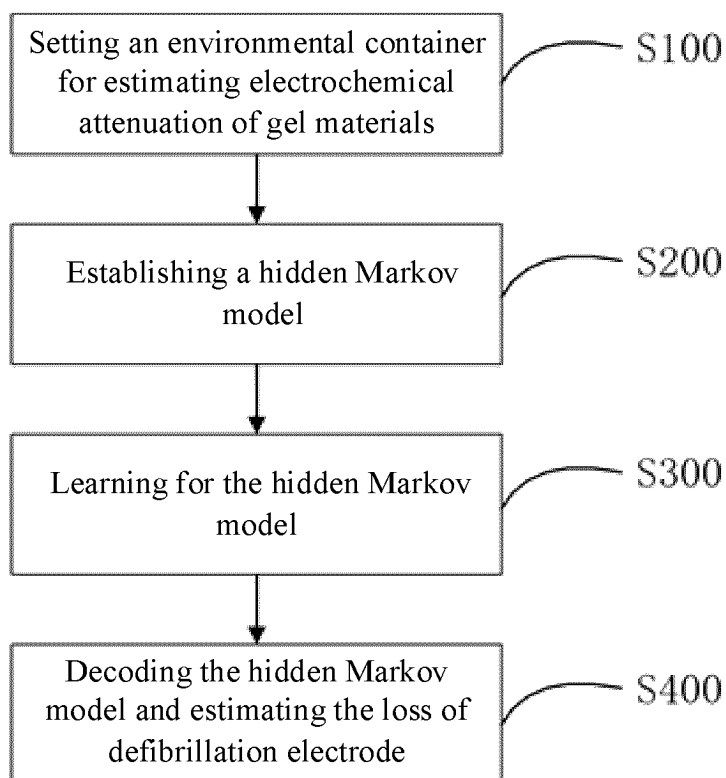 Setting an environmental container
for estimating electrochemical
attenuation of gel materials
S100
Establishing a hidden Markov
model
S200
Learning for the hidden Markov
model
S300
Decoding the hidden Markov
model and estimating the loss of
defibrillation electrode
S400